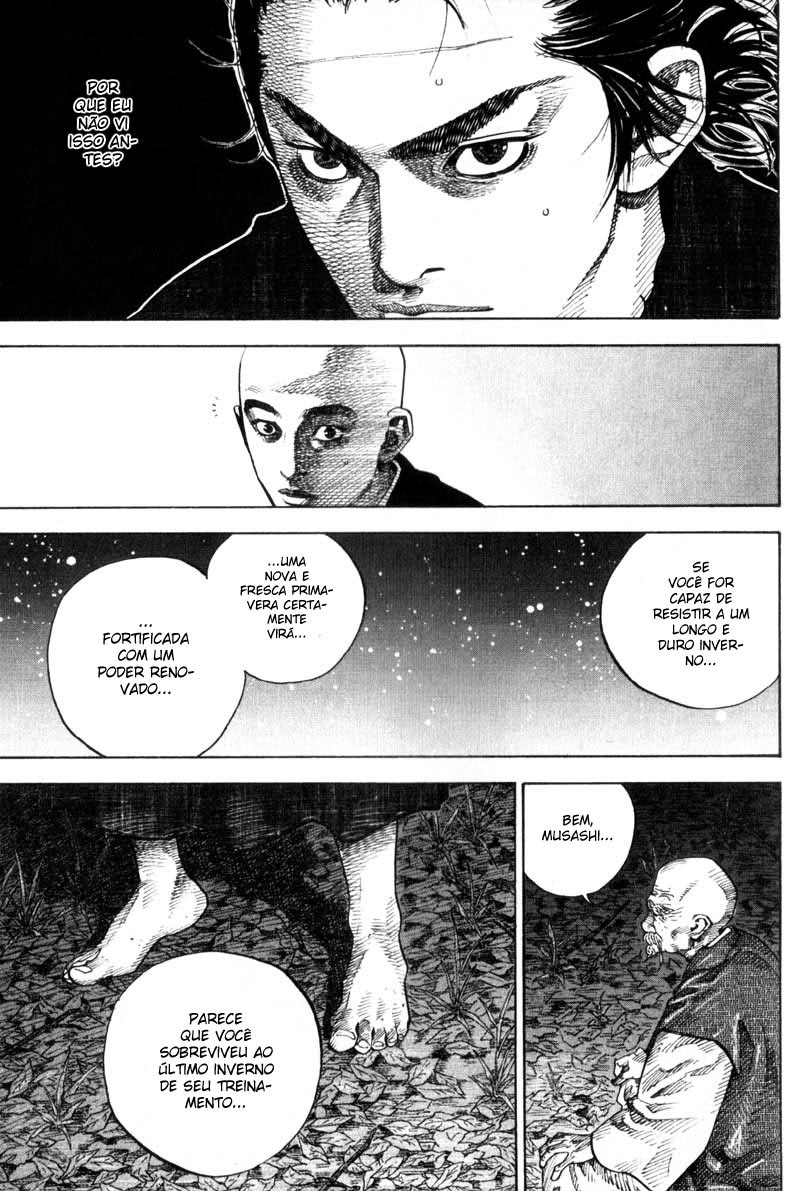 POR
QUE EU
NÃO VI
ISSO AN-
TES?
SE
VOCÊ FOR
CAPAZ DE
RESISTIR A UM
LONGO E
DURO INVER-
NO...
...UMA
NOVA E
FRESCA PRIMA-
VERA CERTA-
MENTE
VIRÁ...
...
FORTIFICADA
COM UM
PODER RENO-
VADO...
BEM,
MUSASHI...
PARECE
QUE VOCÊ
SOBREVIVEU AO
ÚLTIMO INVERNO
DE SEU TREINA-
MENTO...